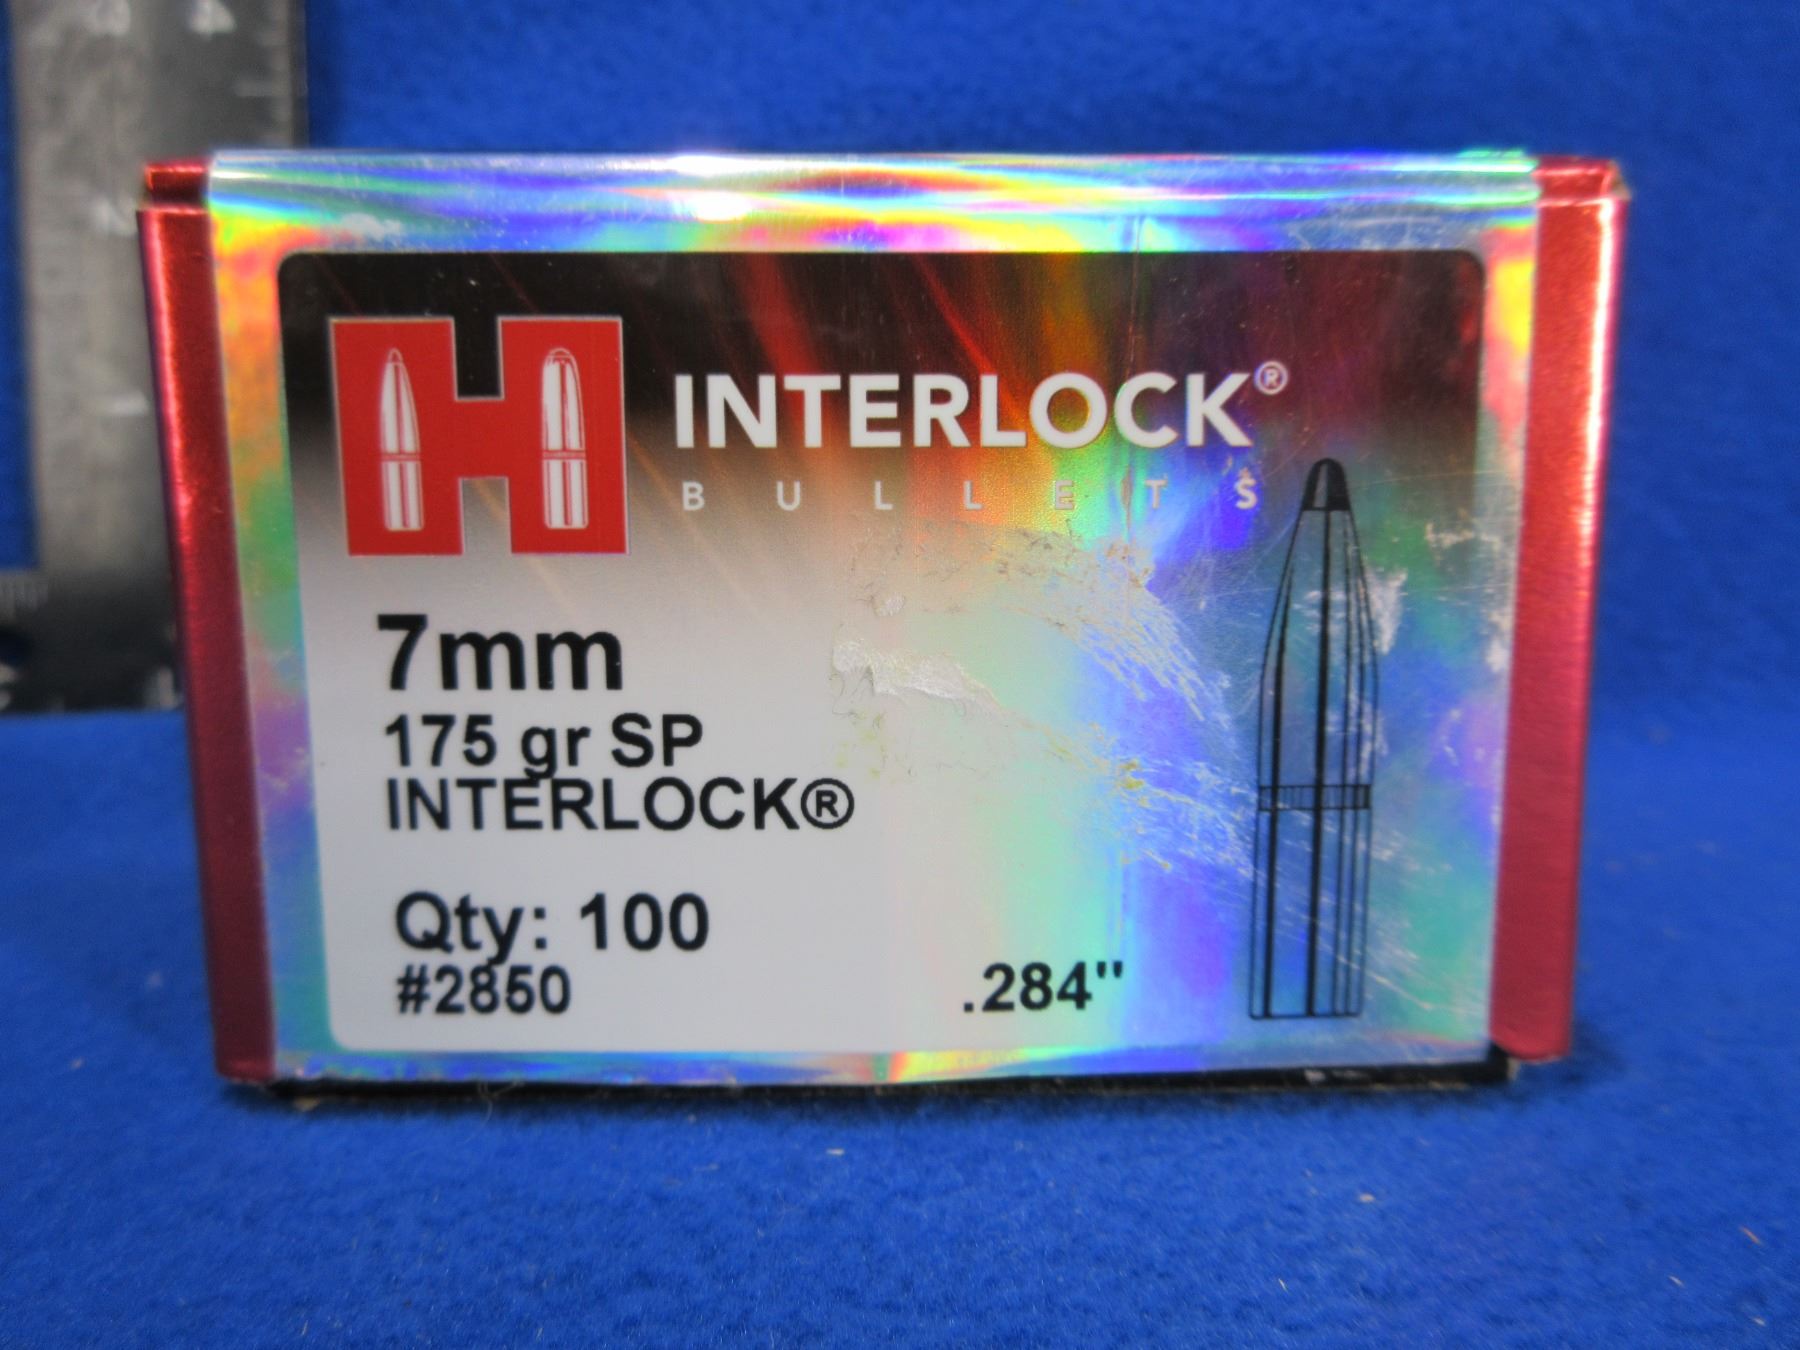 INTERLOCK®
BULLETS
7mm
175 gr SP
INTERLOCK®
Qty: 100
#2850
.284"